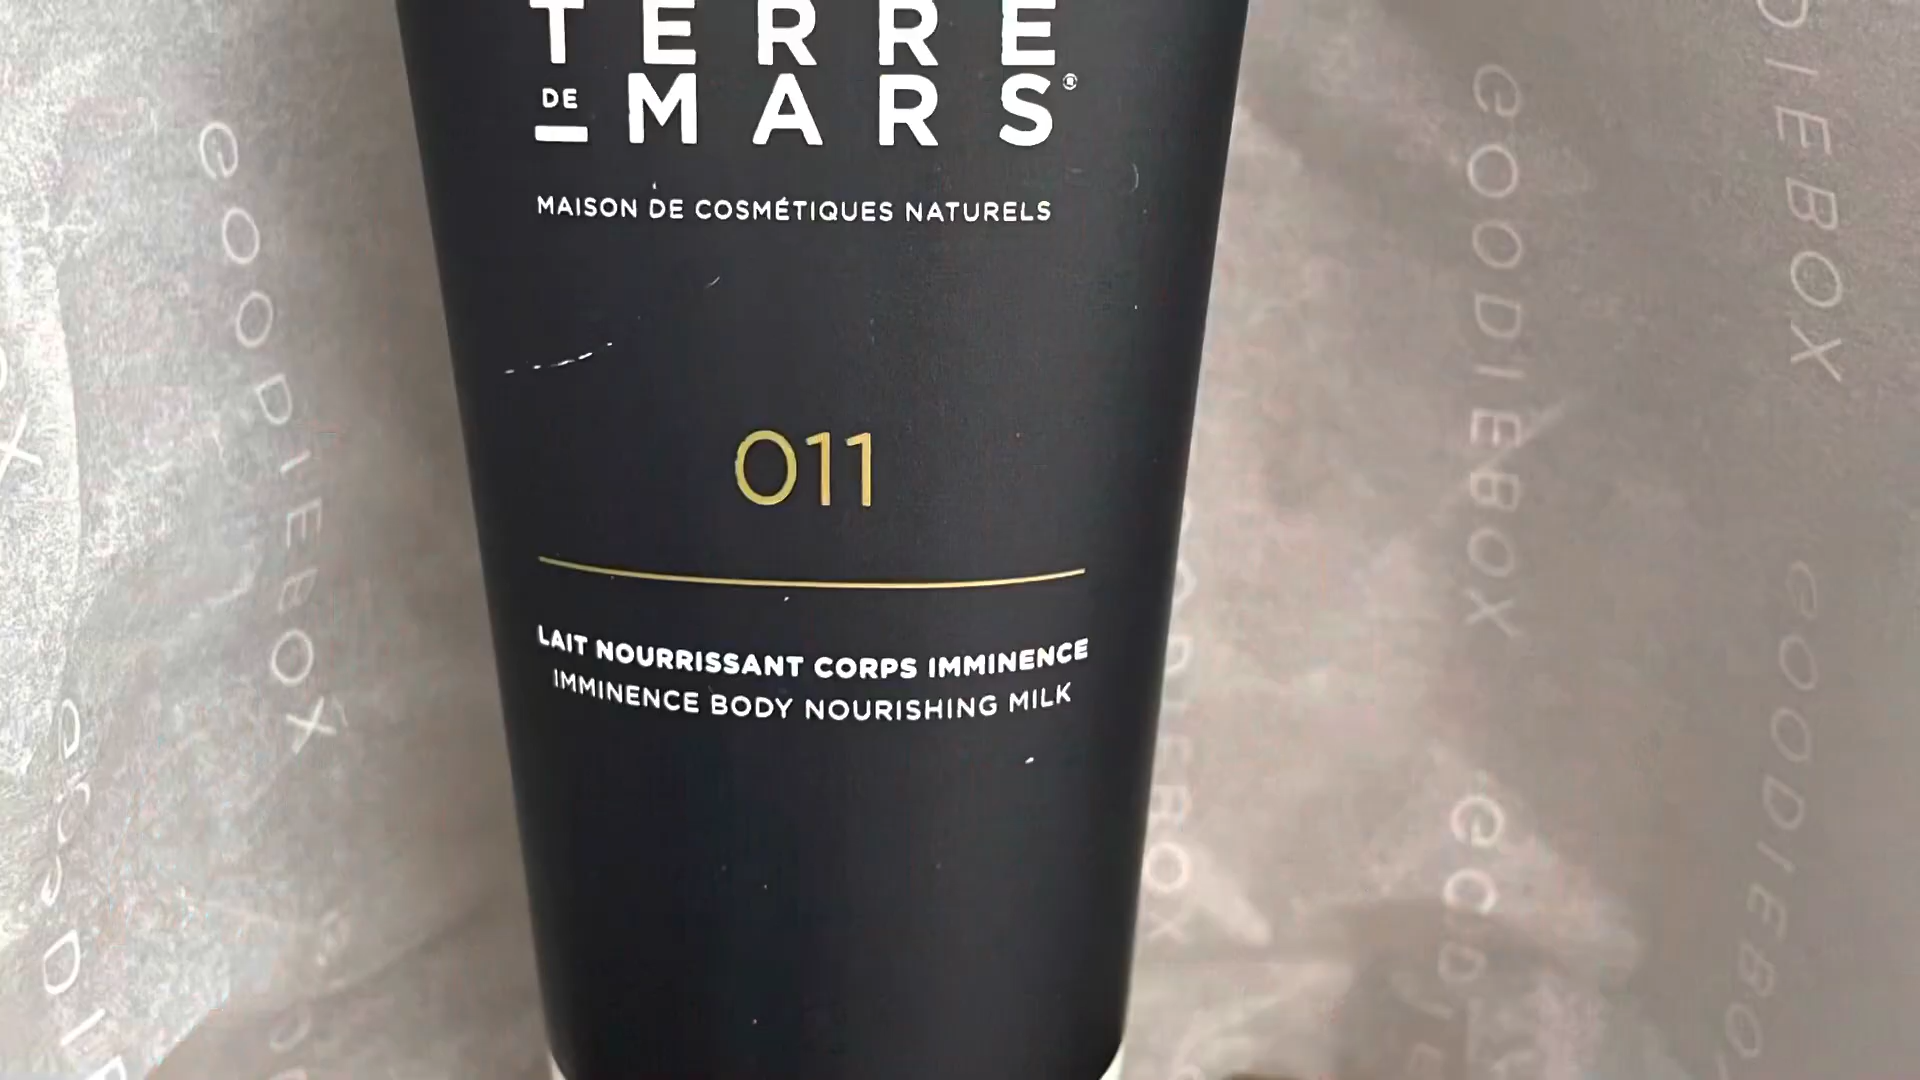 TERRE
DE MARS®
MAISON DE COSMÉTIQUES NATURELS
011
LAIT NOURRISSANT CORPS IMMINENCE
IMMINENCE BODY NOURISHING MILK
GOODIEBOX
GOODIEBOX
DIEBOX
GOODIEBOX